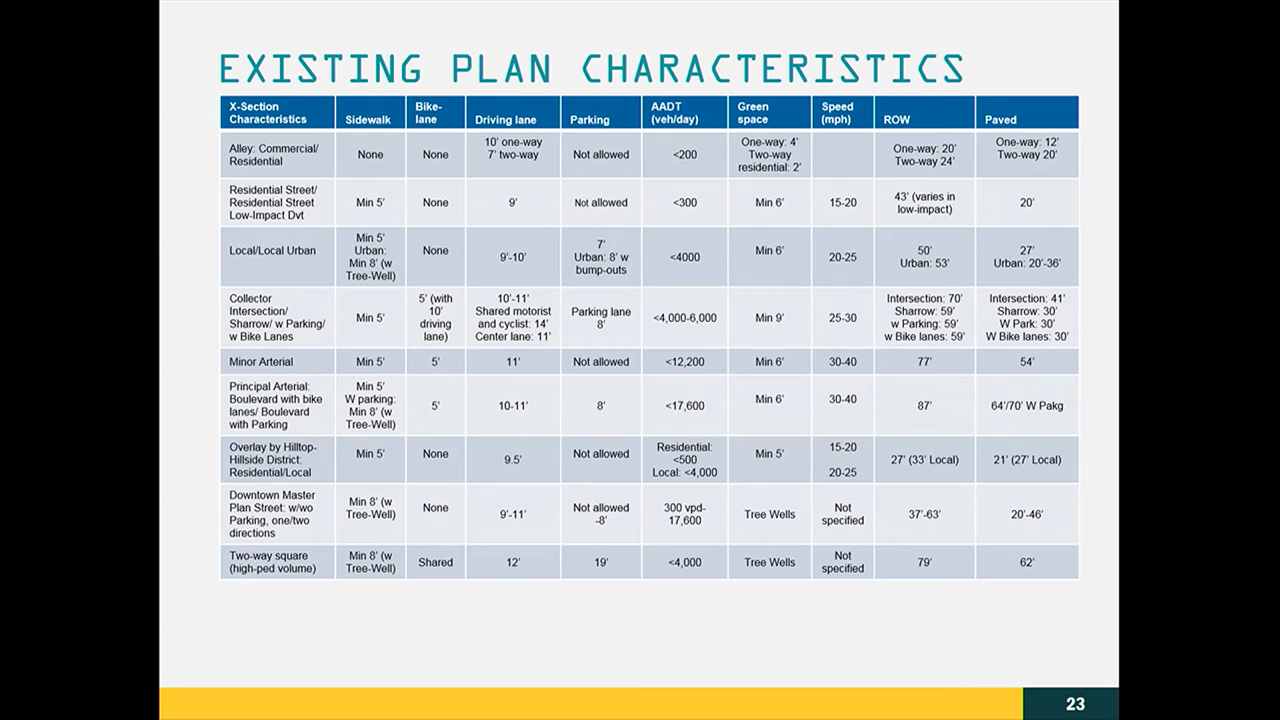 EXISTING PLAN CHARACTERISTICS
X-Section Characteristics | Sidewalk | Bike-lane | Driving lane | Parking | AADT (veh/day) | Green space | Speed (mph) | ROW | Paved
Alley: Commercial/ Residential | None | None | 10' one-way 7' two-way | Not allowed | <200 | One-way: 4' Two-way residential: 2' | | One-way: 20' Two-way 24' | One-way: 12' Two-way 20'
Residential Street/ Residential Street Low-Impact Dvt | Min 5' | None | 9' | Not allowed | <300 | Min 6' | 15-20 | 43' (varies in low-impact) | 20'
Local/Local Urban | Min 5' Urban: Min 8' (w Tree-Well) | None | 9'-10' | 7' Urban: 8' w bump-outs | <4000 | Min 6' | 20-25 | 50' Urban: 53' | 27' Urban: 20'-36'
Collector Intersection/ Sharrow/ w Parking/ w Bike Lanes | Min 5' | 5' (with 10' driving lane) | 10'-11' Shared motorist and cyclist: 14' Center lane: 11' | Parking lane 8' | <4,000-6,000 | Min 9' | 25-30 | Intersection: 70' Sharrow: 59' w Parking: 59' w Bike lanes: 59' | Intersection: 41' Sharrow: 30' W Park: 30' W Bike lanes: 30'
Minor Arterial | Min 5' | 5' | 11' | Not allowed | <12,200 | Min 6' | 30-40 | 77' | 54'
Principal Arterial: Boulevard with bike lanes/ Boulevard with Parking | Min 5' W parking: Min 8' (w Tree-Well) | 5' | 10-11' | 8' | <17,600 | Min 6' | 30-40 | 87' | 64'/70' W Pakg
Overlay by Hilltop-Hillside District: Residential/Local | Min 5' | None | 9.5' | Not allowed | Residential: <500 Local: <4,000 | Min 5' | 15-20 20-25 | 27' (33' Local) | 21' (27' Local)
Downtown Master Plan Street: w/wo Parking, one/two directions | Min 8' (w Tree-Well) | None | 9'-11' | Not allowed -8' | 300 vpd-17,600 | Tree Wells | Not specified | 37'-63' | 20'-46'
Two-way square (high-ped volume) | Min 8' (w Tree-Well) | Shared | 12' | 19' | <4,000 | Tree Wells | Not specified | 79' | 62'
23